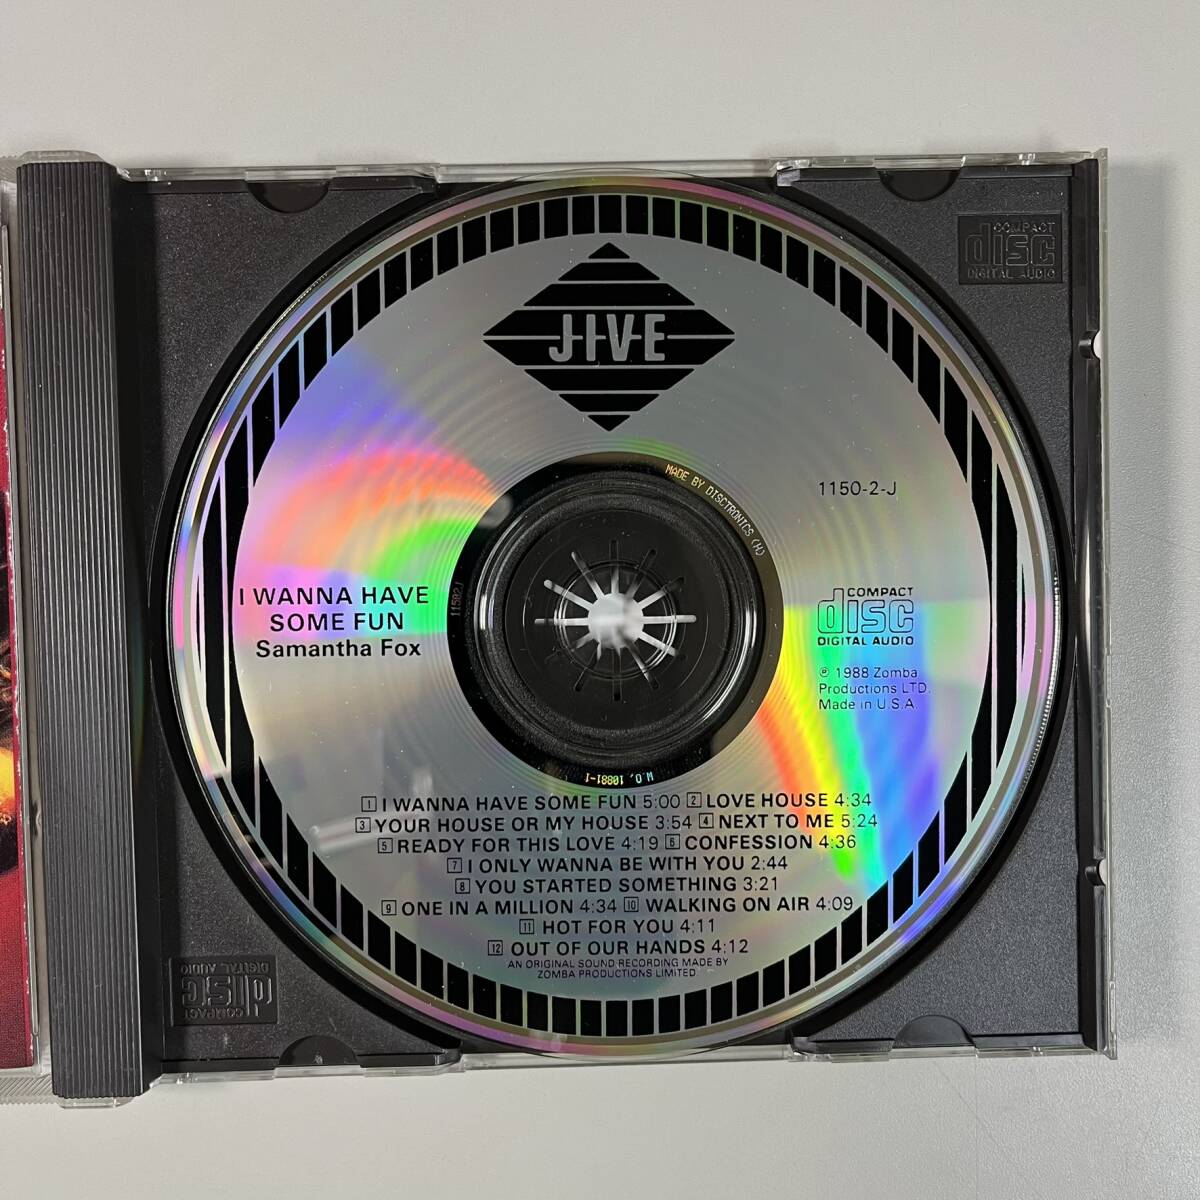 COMPACT
disc
DIGITAL AUDIO
JIVE
MADE BY DISCTRONICS (H)
1150-2-J
I WANNA HAVE
SOME FUN
Samantha Fox
11582J
COMPACT
disc
DIGITAL AUDIO
℗ 1988 Zomba
Productions LTD.
Made in U.S.A.
W.O. 10881-1
1 I WANNA HAVE SOME FUN 5:00 2 LOVE HOUSE 4:34
3 YOUR HOUSE OR MY HOUSE 3:54 4 NEXT TO ME 5:24
5 READY FOR THIS LOVE 4:19 6 CONFESSION 4:36
7 I ONLY WANNA BE WITH YOU 2:44
8 YOU STARTED SOMETHING 3:21
9 ONE IN A MILLION 4:34 10 WALKING ON AIR 4:09
11 HOT FOR YOU 4:11
12 OUT OF OUR HANDS 4:12
AN ORIGINAL SOUND RECORDING MADE BY
ZOMBA PRODUCTIONS LIMITED
COMPACT
disc
DIGITAL AUDIO